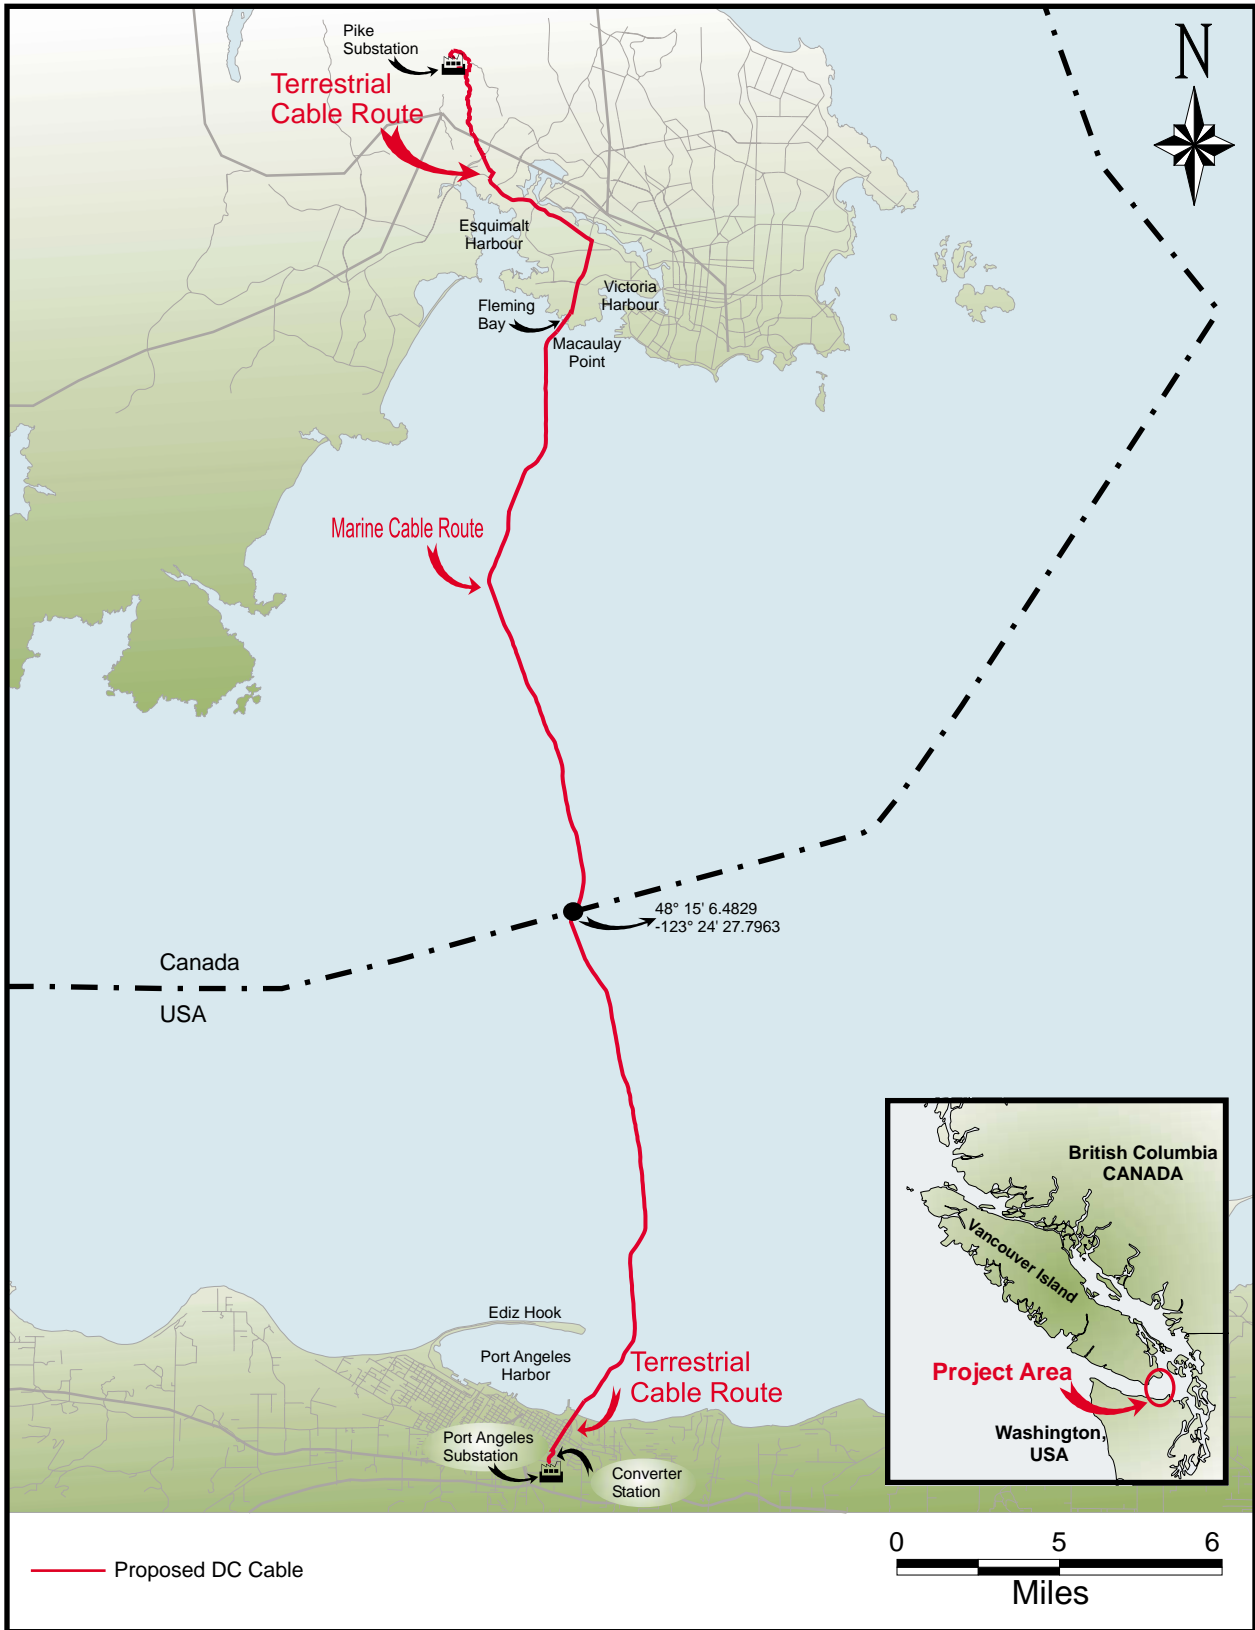 Pike
Substation
N
Terrestrial
Cable Route
Esquimalt
Harbour
Victoria
Harbour
Fleming
Bay
Macaulay
Point
Marine Cable Route
48° 15' 6.4829
-123° 24' 27.7963
Canada
USA
British Columbia
CANADA
Vancouver Island
Project Area
Washington,
USA
Ediz Hook
Port Angeles
Harbor
Terrestrial
Cable Route
Port Angeles
Substation
Converter
Station
Proposed DC Cable
0 5 6
Miles